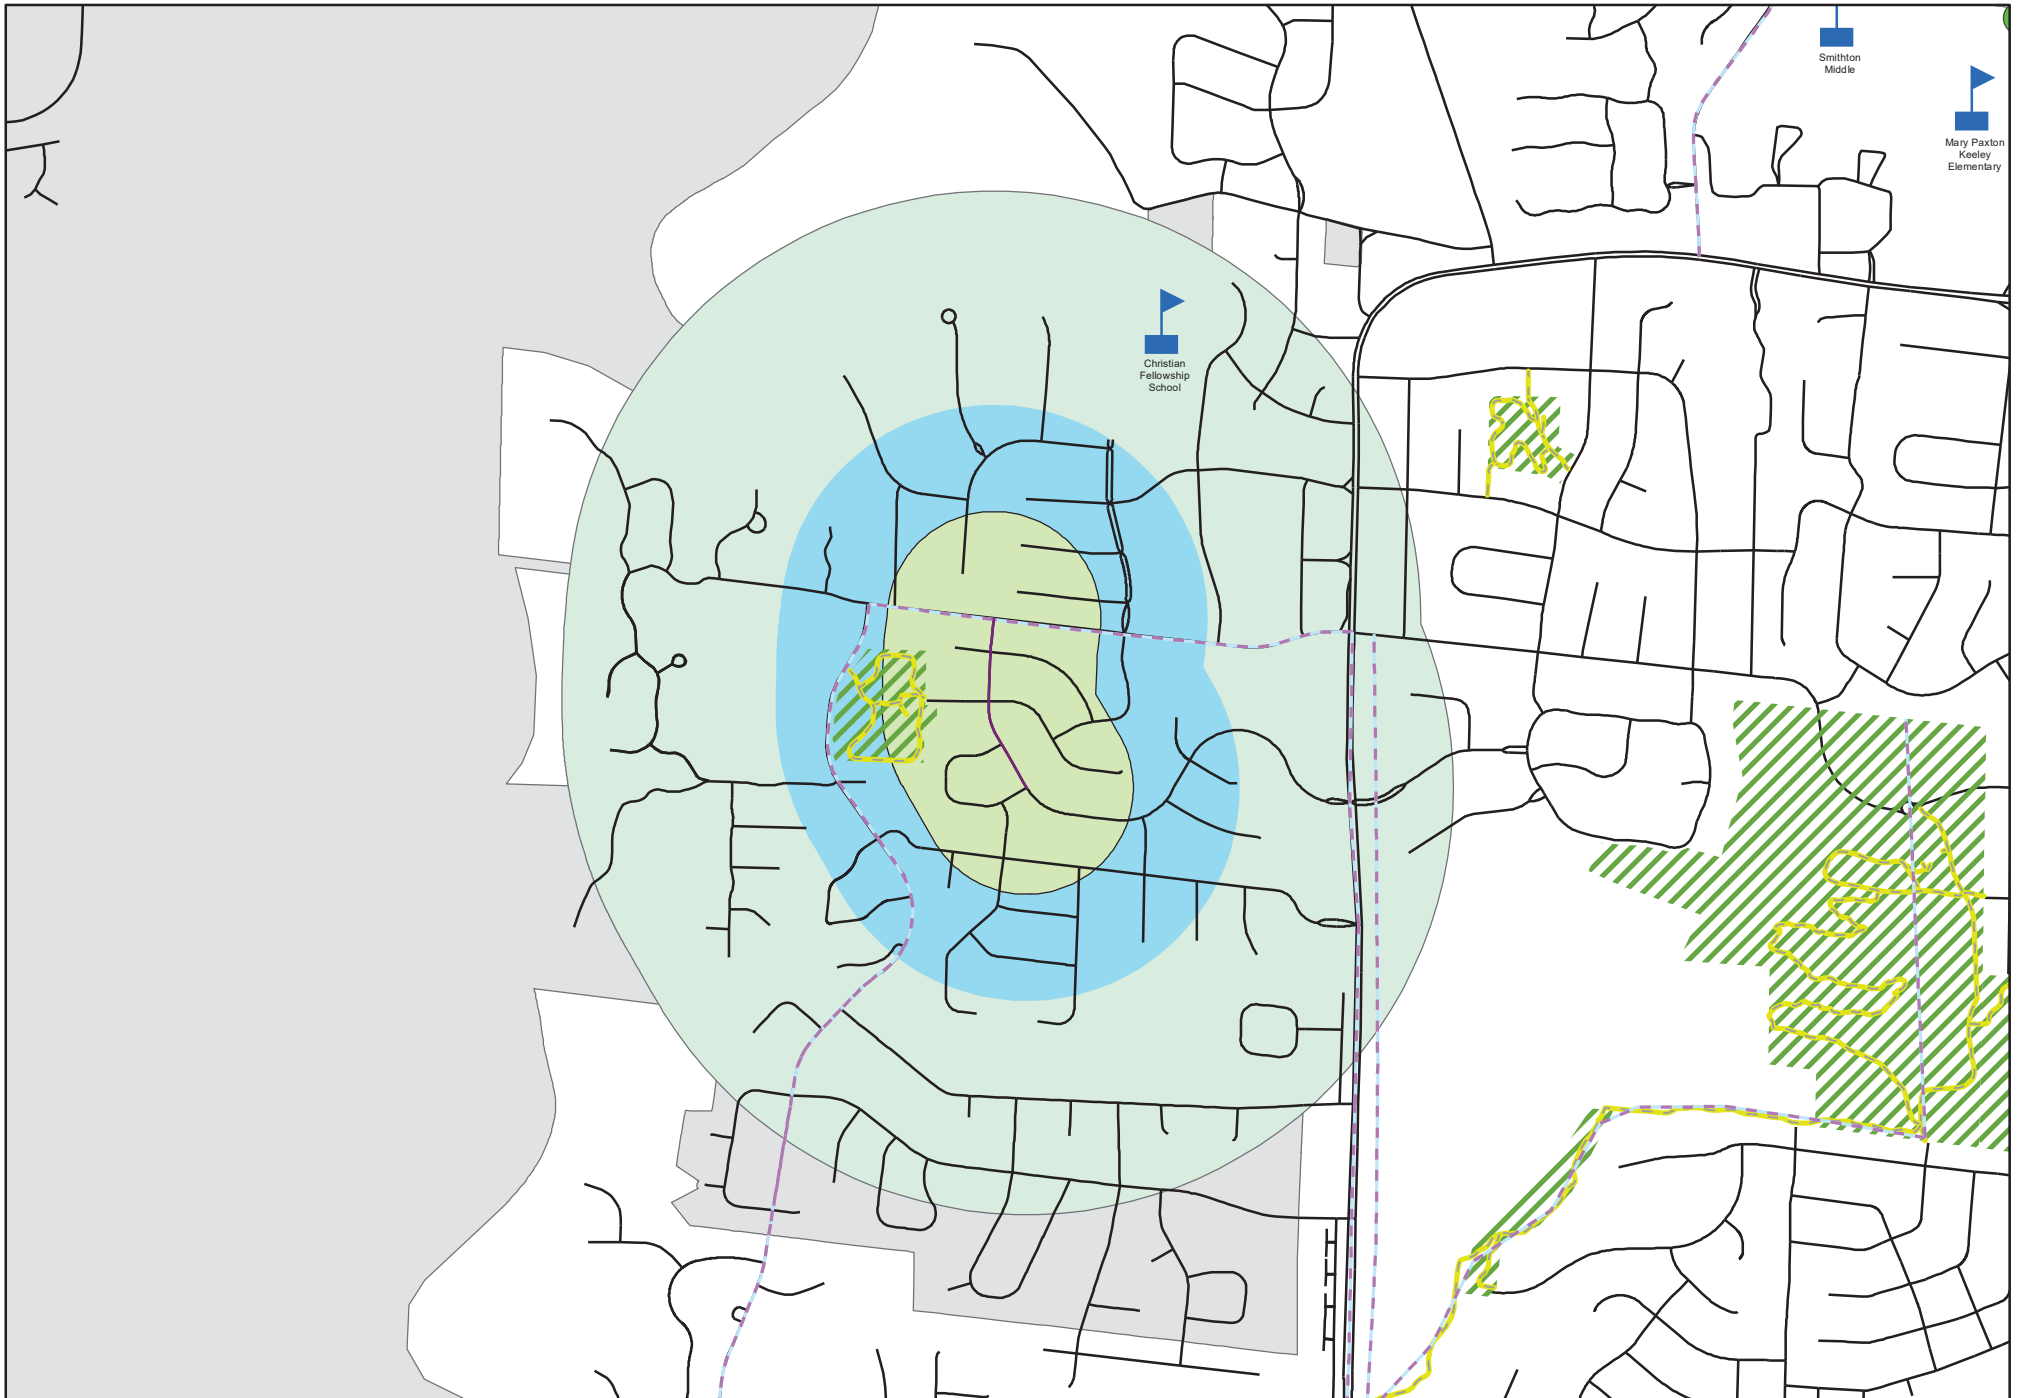 Smithton
Middle
Mary Paxton
Keeley
Elementary
Christian
Fellowship
School